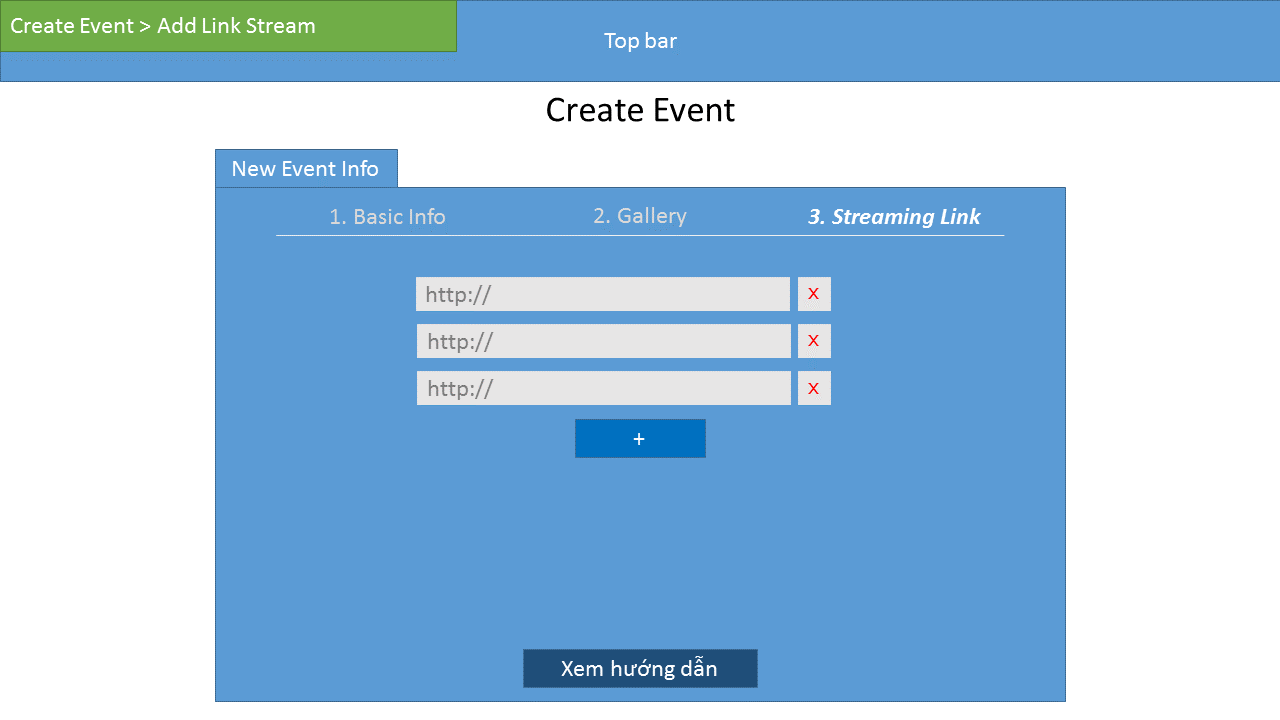 Create Event > Add Link Stream
Top bar
Create Event
New Event Info
1. Basic Info
2. Gallery
3. Streaming Link
http://
x
http://
x
http://
x
+
Xem hướng dẫn